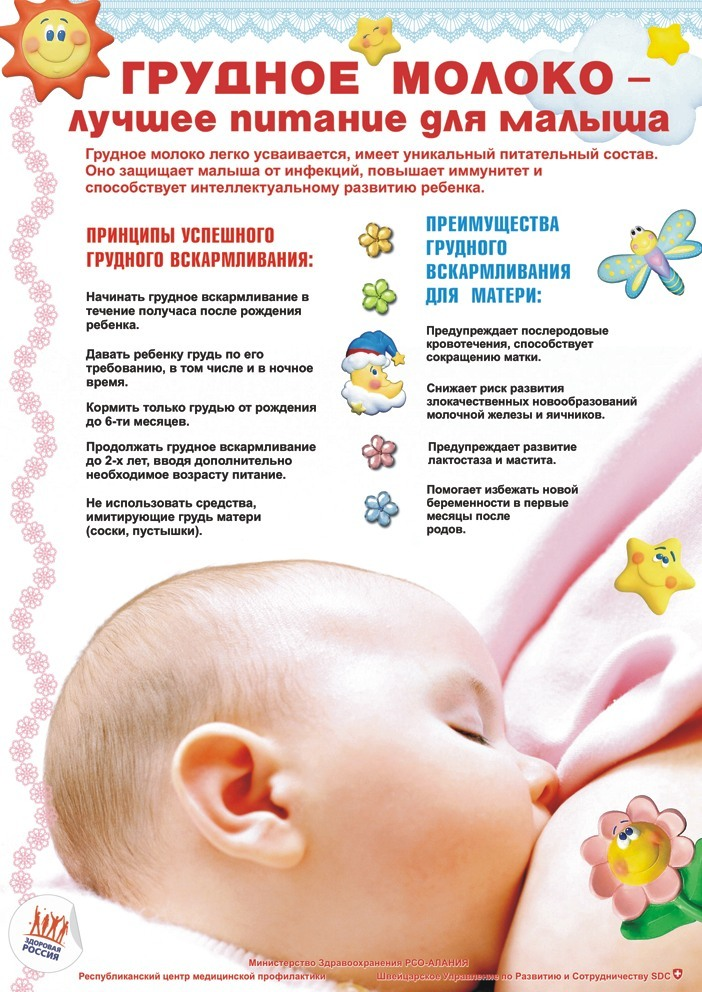 ГРУДНОЕ МОЛОКО –
лучшее питание для малыша
Грудное молоко легко усваивается, имеет уникальный питательный состав.
Оно защищает малыша от инфекций, повышает иммунитет и
способствует интеллектуальному развитию ребенка.
ПРИНЦИПЫ УСПЕШНОГО
ГРУДНОГО ВСКАРМЛИВАНИЯ:
Начинать грудное вскармливание в
течение получаса после рождения
ребенка.
Давать ребенку грудь по его
требованию, в том числе и в ночное
время.
Кормить только грудью от рождения
до 6-ти месяцев.
Продолжать грудное вскармливание
до 2-х лет, вводя дополнительно
необходимое возрасту питание.
Не использовать средства,
имитирующие грудь матери
(соски, пустышки).
ПРЕИМУЩЕСТВА
ГРУДНОГО
ВСКАРМЛИВАНИЯ
ДЛЯ МАТЕРИ:
Предупреждает послеродовые
кровотечения, способствует
сокращению матки.
Снижает риск развития
злокачественных новообразований
молочной железы и яичников.
Предупреждает развитие
лактостаза и мастита.
Помогает избежать новой
беременности в первые
месяцы после
родов.
ЗДОРОВАЯ
РОССИЯ
Министерство Здравоохранения РСО-АЛАНИЯ
Республиканский центр медицинской профилактики Швейцарское Управление по Развитию и Сотрудничеству SDC